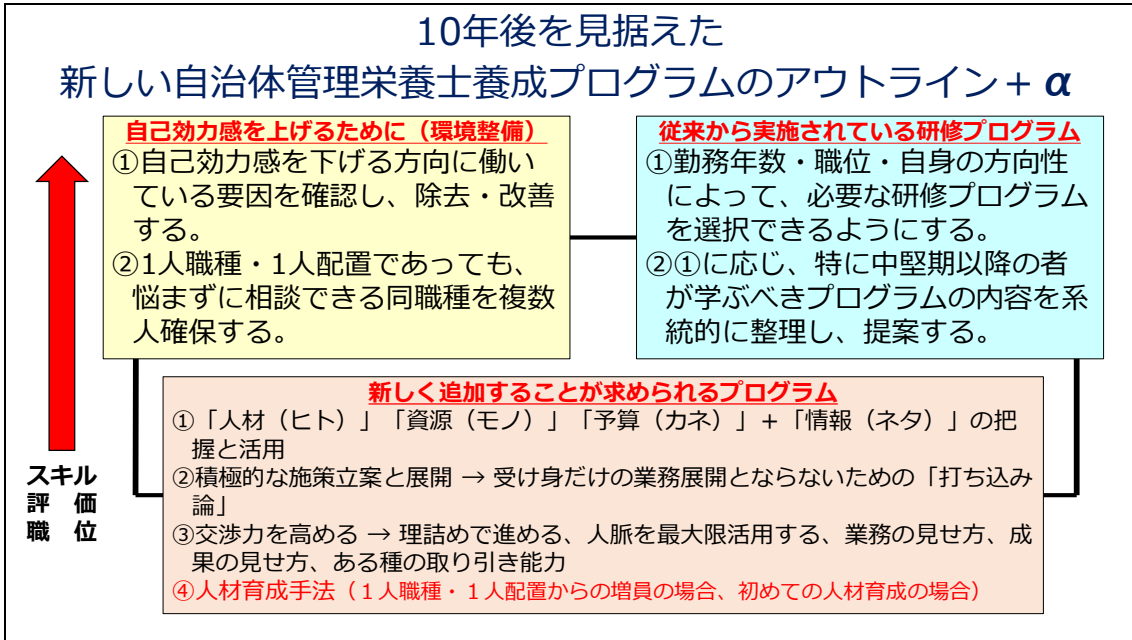 10年後を見据えた
新しい自治体管理栄養士養成プログラムのアウトライン+ α
自己効力感を上げるために（環境整備）
①自己効力感を下げる方向に働い
ている要因を確認し、除去・改善
する。
②1人職種・1人配置であっても、
悩まずに相談できる同職種を複数
人確保する。
従来から実施されている研修プログラム
①勤務年数・職位・自身の方向性
によって、必要な研修プログラム
を選択できるようにする。
②①に応じ、特に中堅期以降の者
が学ぶべきプログラムの内容を系
統的に整理し、提案する。
スキル
評　価
職　位
新しく追加することが求められるプログラム
①「人材（ヒト）」「資源（モノ）」「予算（カネ）」+「情報（ネタ）」の把
握と活用
②積極的な施策立案と展開 → 受け身だけの業務展開とならないための「打ち込み
論」
③交渉力を高める → 理詰めで進める、人脈を最大限活用する、業務の見せ方、成
果の見せ方、ある種の取り引き能力
④人材育成手法（１人職種・１人配置からの増員の場合、初めての人材育成の場合）